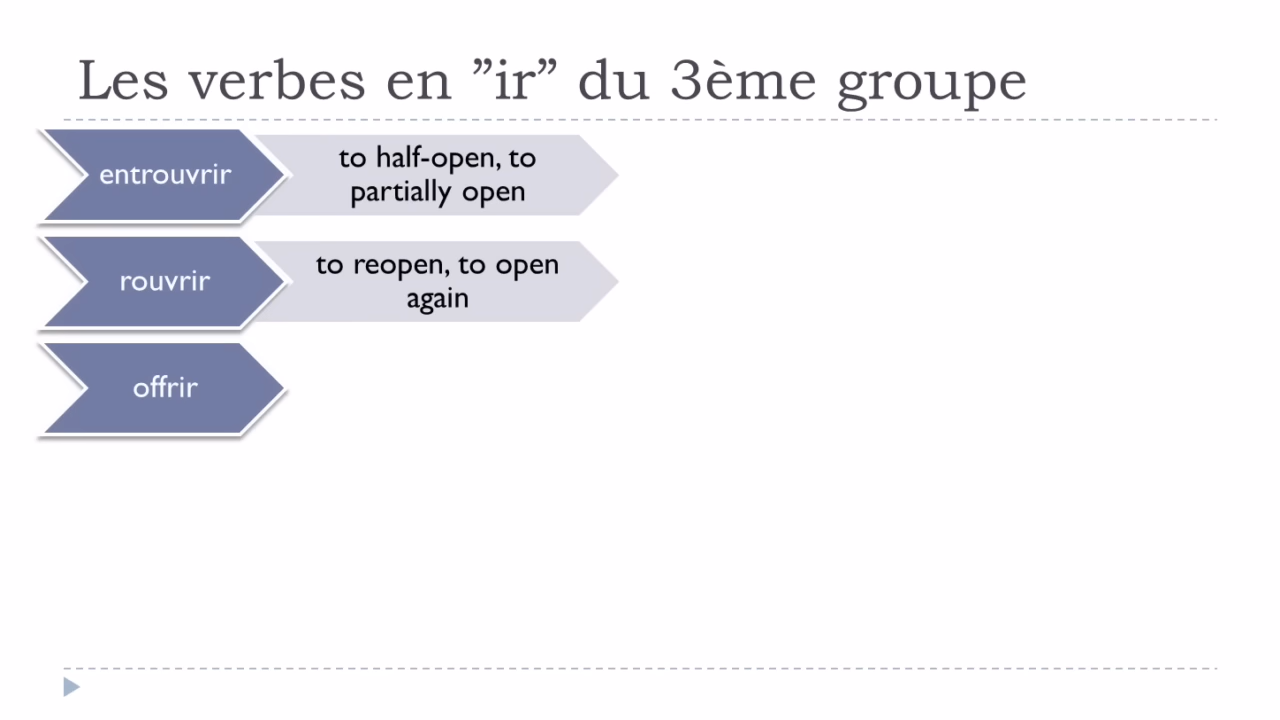 Les verbes en ”ir” du 3ème groupe
entrouvrir
to half-open, to
partially open
rouvrir
to reopen, to open
again
offrir